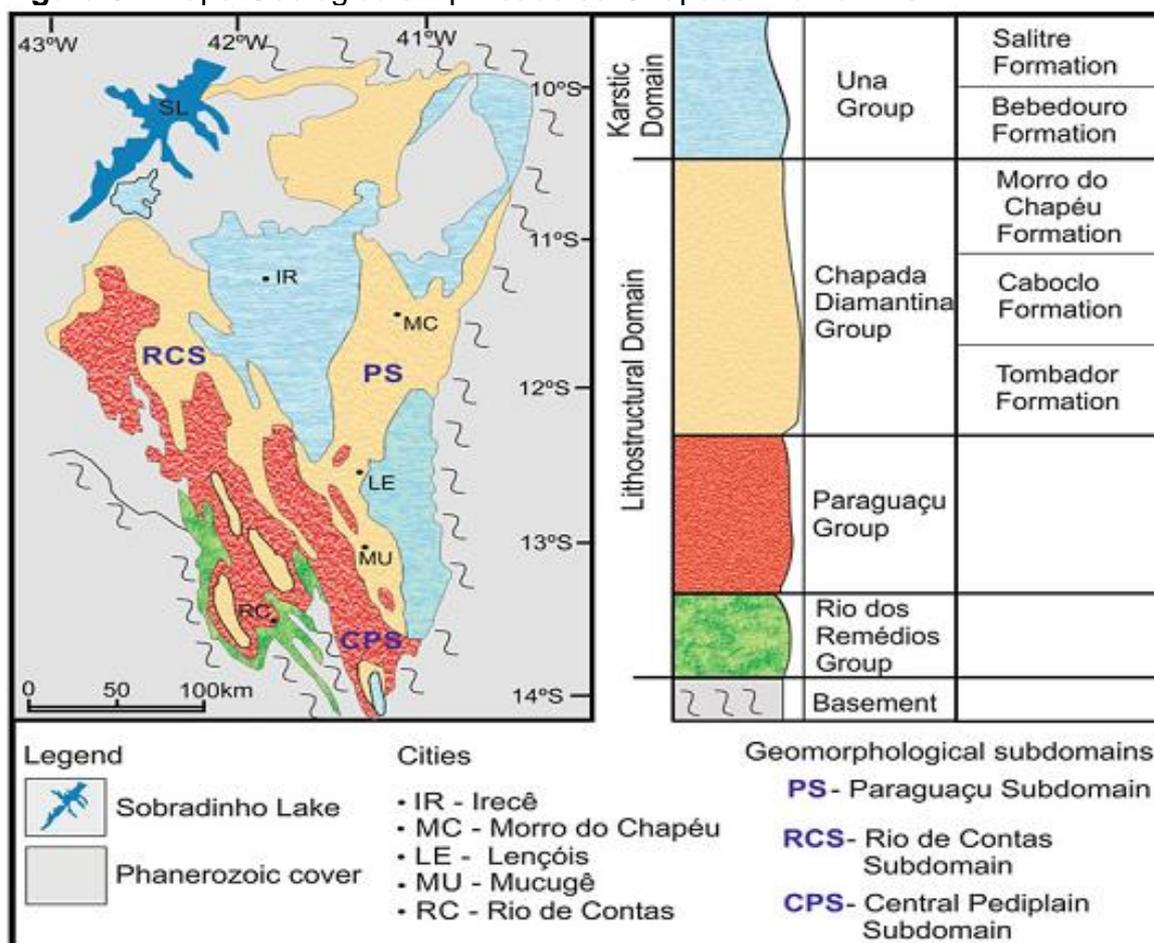 43°W
42°W
41°W
SL
10°S
IR
11°S
MC
RCS
PS
12°S
LE
13°S
MU
RC
CPS
0 50 100km
14°S
Karstic
Domain
Una
Group
Salitre
Formation
Bebedouro
Formation
Lithostructural Domain
Chapada
Diamantina
Group
Morro do
Chapéu
Formation
Caboclo
Formation
Tombador
Formation
Paraguaçu
Group
Rio dos
Remédios
Group
Basement
Legend
Sobradinho Lake
Phanerozoic cover
Cities
• IR - Irecê
• MC - Morro do Chapéu
• LE - Lençóis
• MU - Mucugê
• RC - Rio de Contas
Geomorphological subdomains
PS - Paraguaçu Subdomain
RCS- Rio de Contas
Subdomain
CPS- Central Pediplain
Subdomain